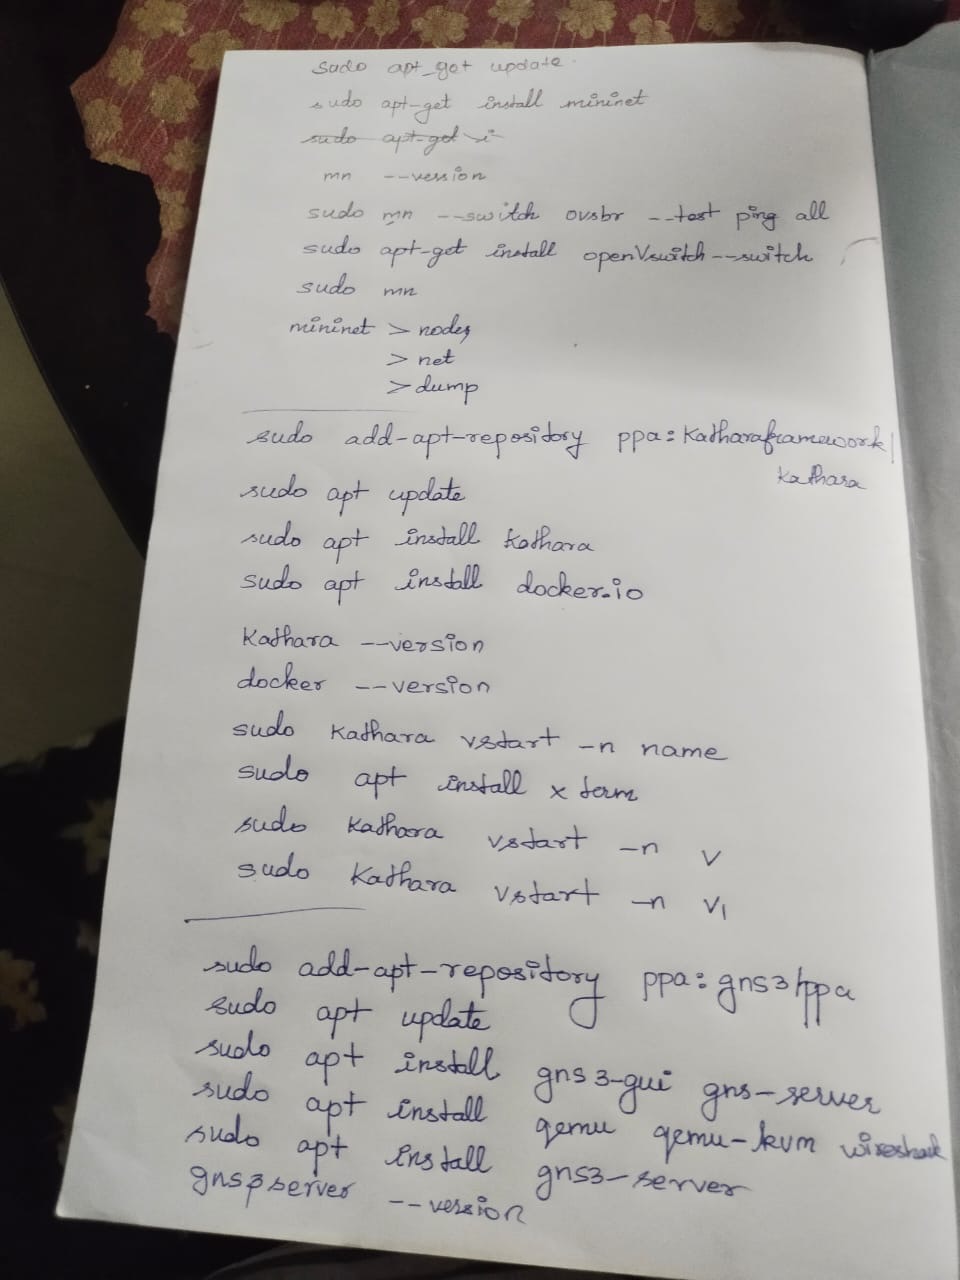 sudo apt_get update
sudo apt-get install mininet
sudo apt-get i
mn --version
sudo mn --switch ovsbr --test ping all
sudo apt-get install openVswitch--switch
sudo mn
mininet > nodes
> net
> dump
sudo add-apt-repository ppa:Katharaframework/
Kathara
sudo apt update
sudo apt install Kathara
sudo apt install docker.io
Kathara --version
docker --version
sudo Kathara vstart -n name
sudo apt install x term
sudo Kathara vstart -n V
sudo Kathara vstart -n V1
sudo add-apt-repository ppa:gns3/ppa
sudo apt update
sudo apt install gns3-gui gns-server
sudo apt install qemu qemu-kvm wireshark
sudo apt install gns3-server
gns3server --version